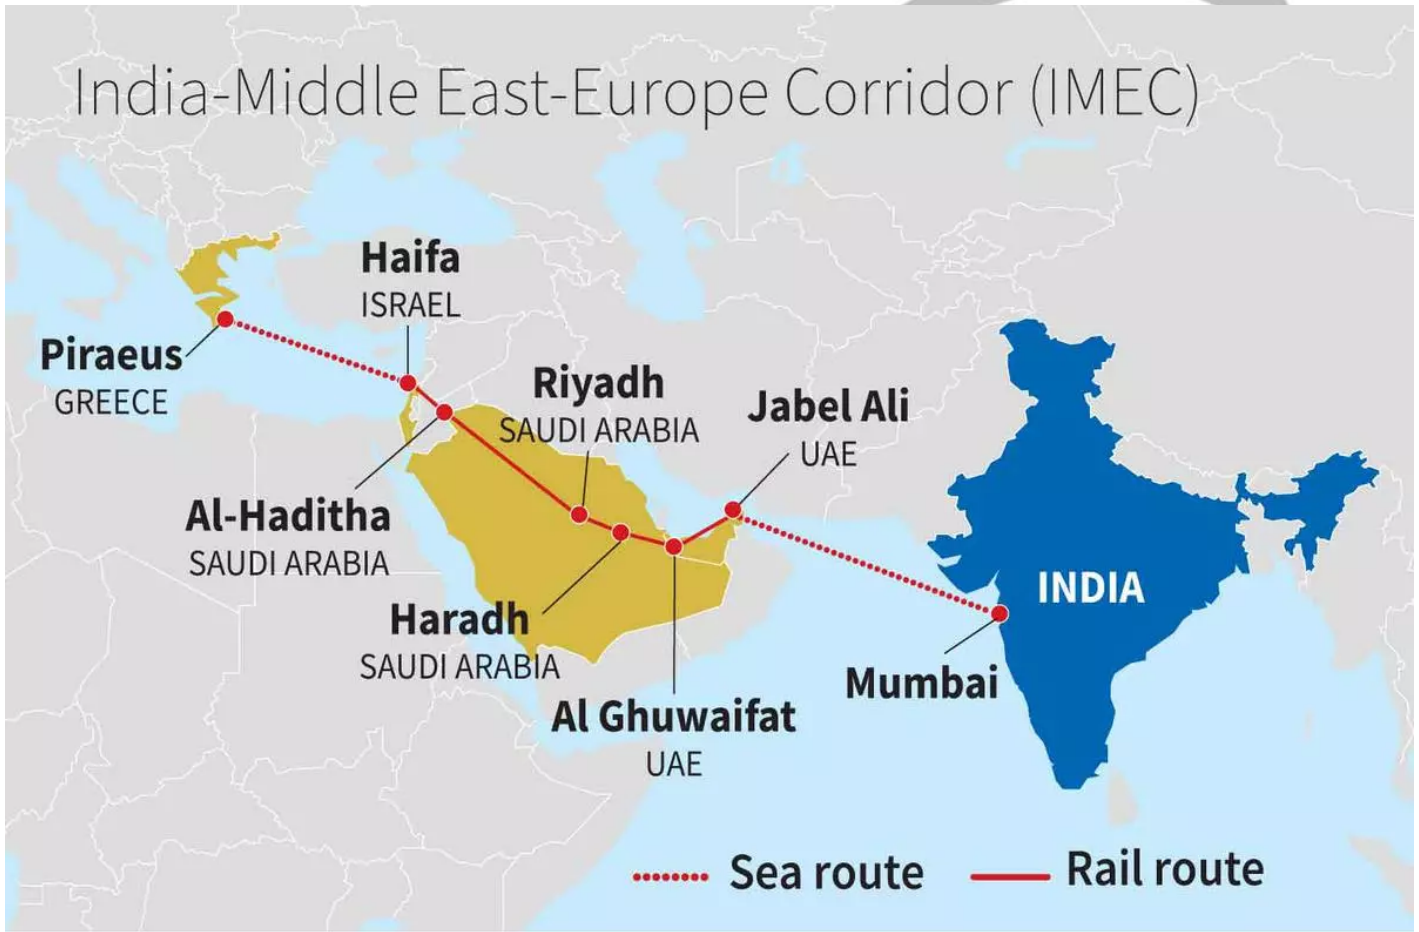 India-Middle East-Europe Corridor (IMEC)
Haifa
ISRAEL
Piraeus
GREECE
Riyadh
SAUDI ARABIA
Jabel Ali
UAE
Al-Haditha
SAUDI ARABIA
Haradh
SAUDI ARABIA
Al Ghuwaifat
UAE
INDIA
Mumbai
Sea route
Rail route